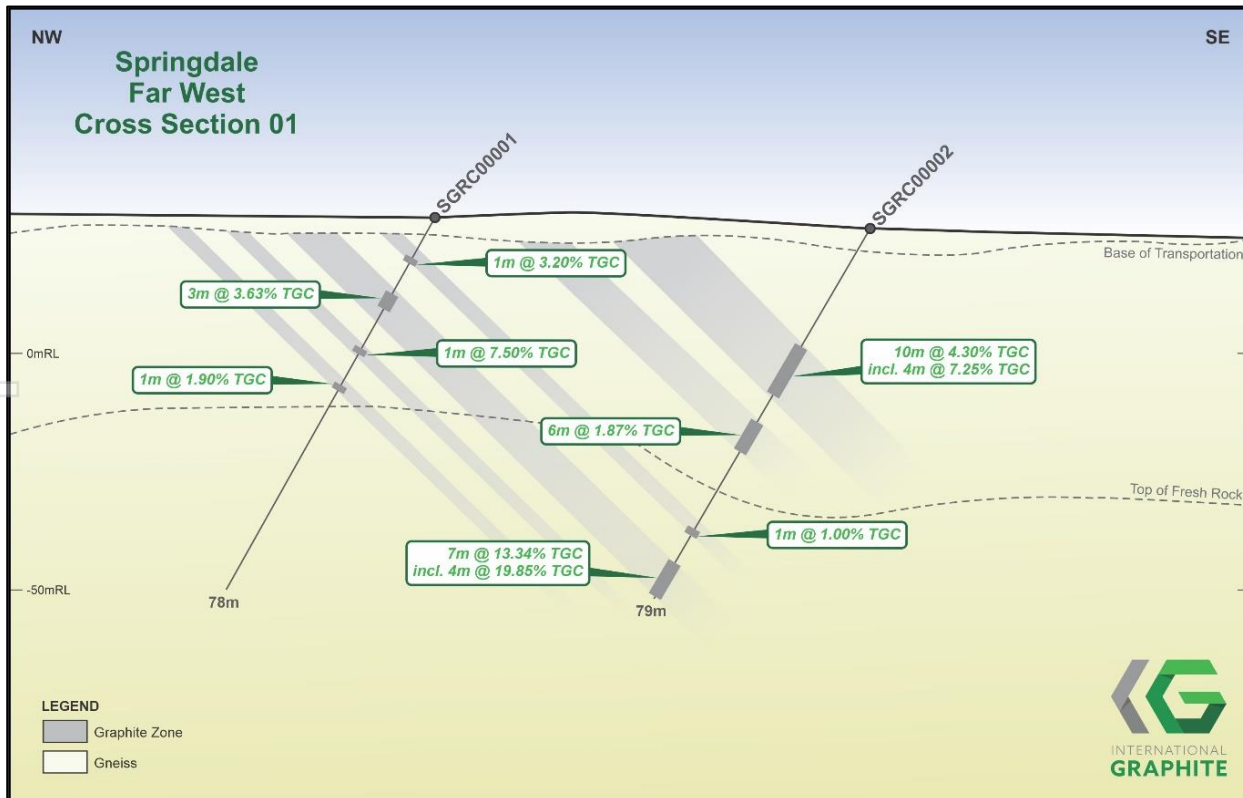 NW
SE
Springdale
Far West
Cross Section 01
SGRC00001
SGRC00002
Base of Transportation
1m @ 3.20% TGC
3m @ 3.63% TGC
0mRL
1m @ 7.50% TGC
10m @ 4.30% TGC
incl. 4m @ 7.25% TGC
1m @ 1.90% TGC
6m @ 1.87% TGC
Top of Fresh Rock
1m @ 1.00% TGC
7m @ 13.34% TGC
incl. 4m @ 19.85% TGC
-50mRL
78m
79m
LEGEND
Graphite Zone
Gneiss
INTERNATIONAL
GRAPHITE